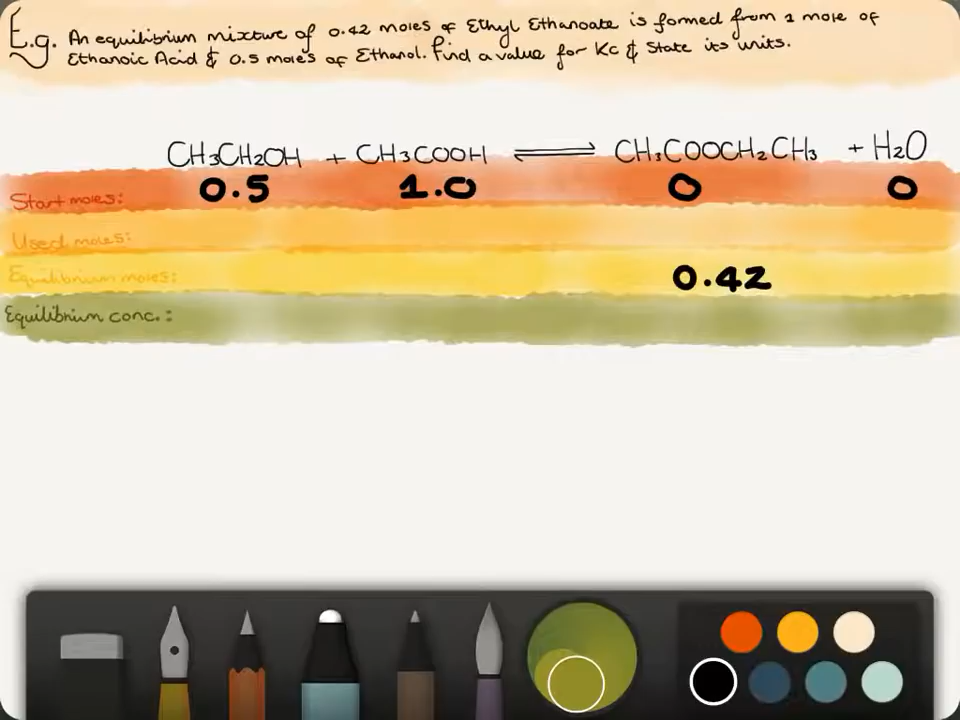 E.g. An equilibrium mixture of 0.42 moles of Ethyl Ethanoate is formed from 1 mole of
Ethanoic Acid & 0.5 moles of Ethanol. Find a value for Kc & State its units.
CH₃CH₂OH + CH₃COOH ⇌ CH₃COOCH₂CH₃ + H₂O
Start moles: 0.5 1.0 0 0
Used moles:
Equilibrium moles: 0.42
Equilibrium conc.: